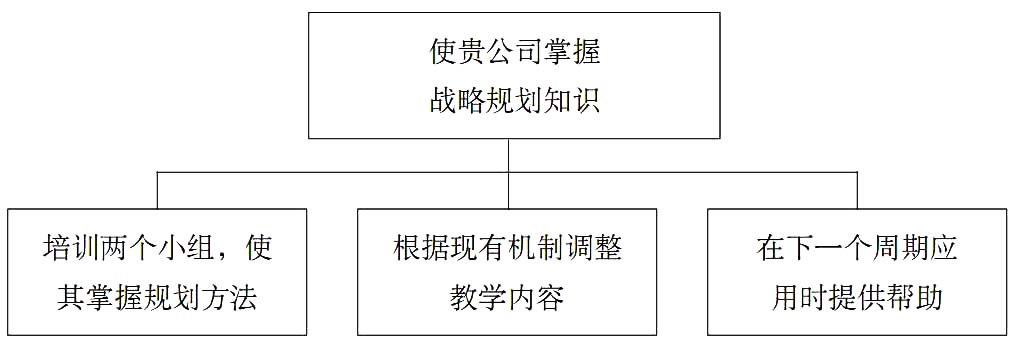 使贵公司掌握
战略规划知识
培训两个小组，使
其掌握规划方法
根据现有机制调整
教学内容
在下一个周期应
用时提供帮助